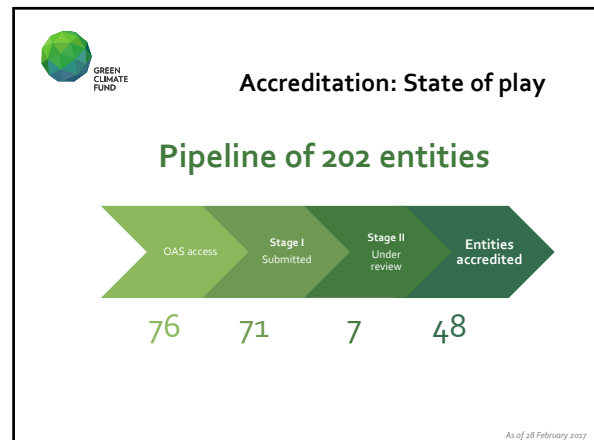 GREEN
CLIMATE
FUND
Accreditation: State of play
Pipeline of 202 entities
OAS access
Stage I
Submitted
Stage II
Under
review
Entities
accredited
76 71 7 48
As of 28 February 2017